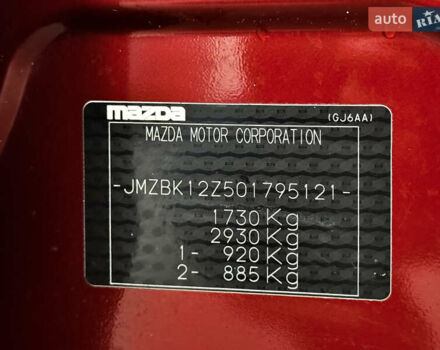 auto RIA
mazda
(GJ6AA)
MAZDA MOTOR CORPORATION
-JMZBK12Z501795121-
1730 Kg
2930 Kg
1- 920 Kg
2- 885 Kg